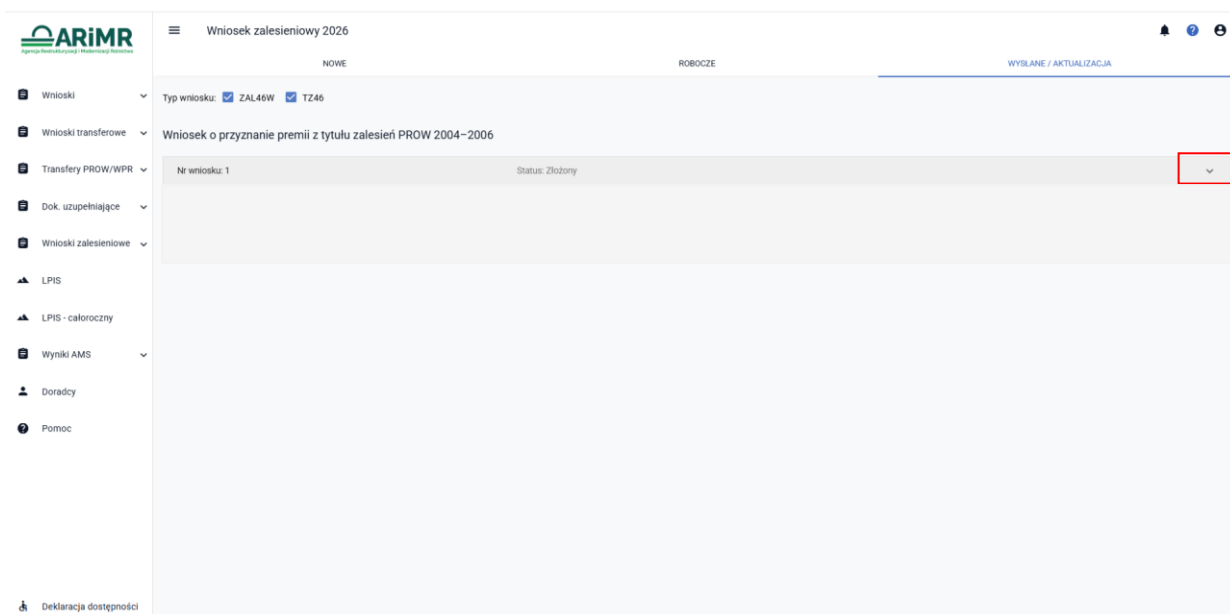 ARiMR
Agencja Restrukturyzacji i Modernizacji Rolnictwa
Wniosek zalesieniowy 2026
NOWE
ROBOCZE
WYSŁANE / AKTUALIZACJA
Wnioski
Wnioski transferowe
Transfery PROW/WPR
Dok. uzupełniające
Wnioski zalesieniowe
LPIS
LPIS - całoroczny
Wyniki AMS
Doradcy
Pomoc
Deklaracja dostępności
Typ wniosku: ZAL46W TZ46
Wniosek o przyznanie premii z tytułu zalesień PROW 2004–2006
Nr wniosku: 1 Status: Złożony